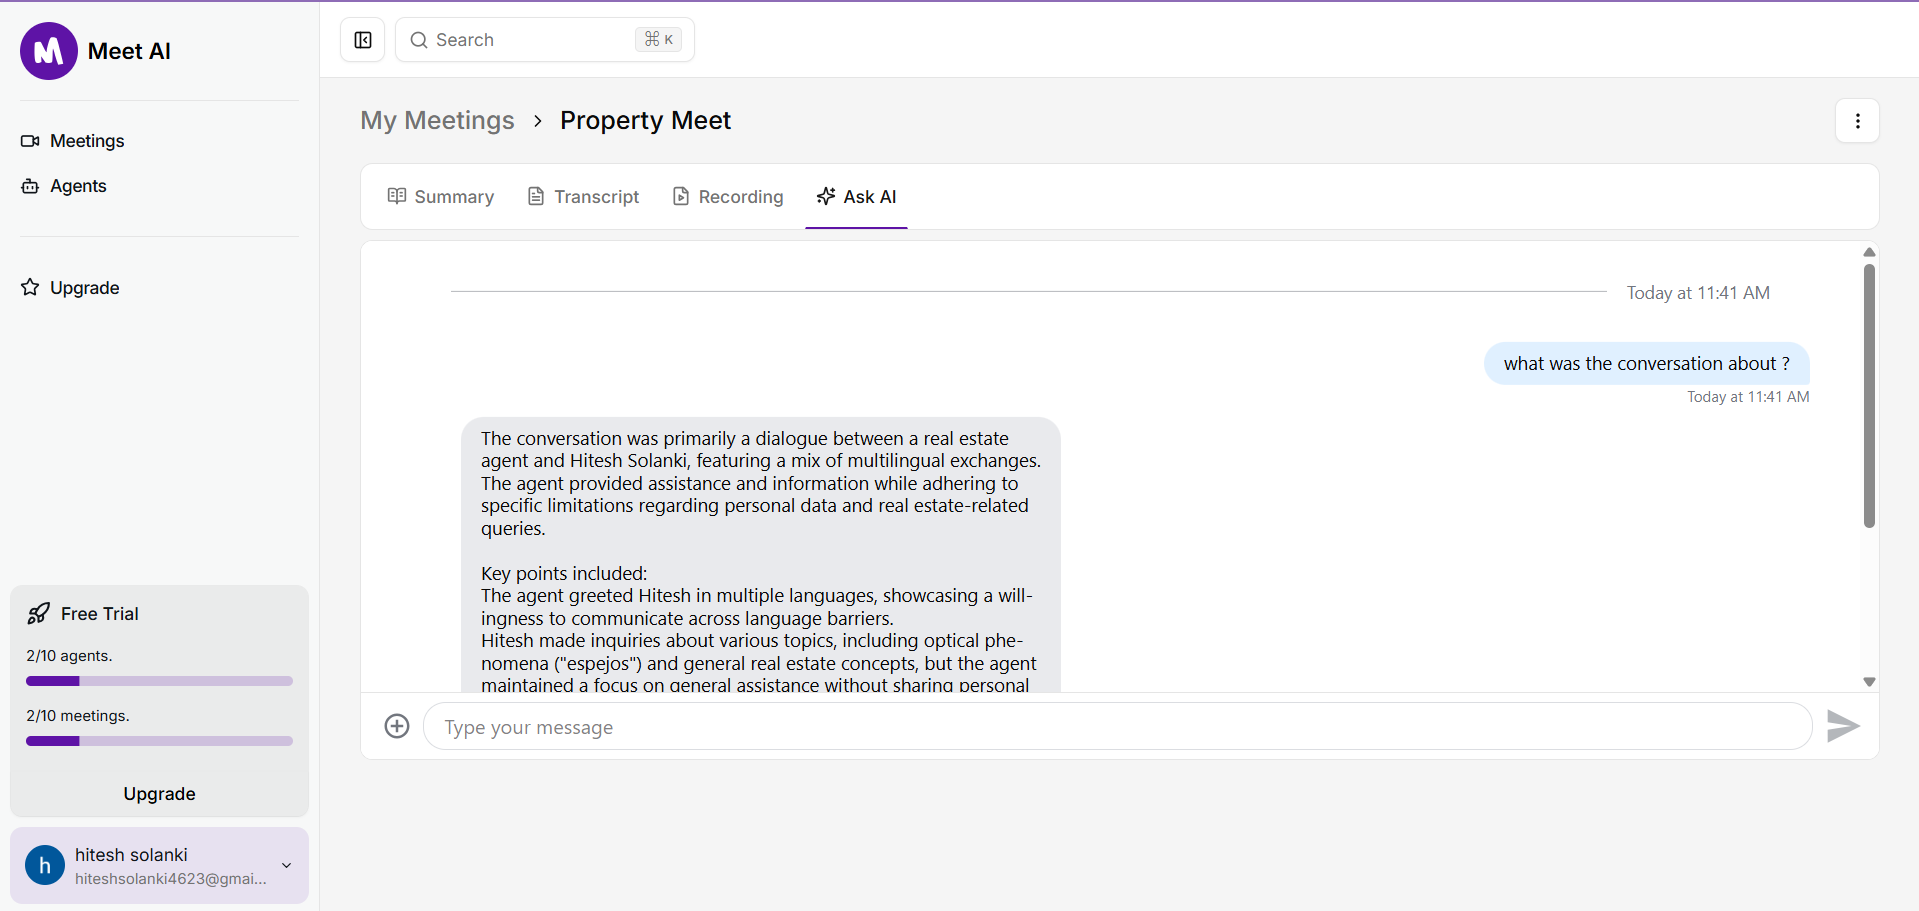 Meet AI
Meetings
Agents
Upgrade
Free Trial
2/10 agents.
2/10 meetings.
Upgrade
h
hitesh solanki
hiteshsolanki4623@gmai...
Search
⌘ K
My Meetings > Property Meet
Summary Transcript Recording Ask AI
Today at 11:41 AM
what was the conversation about ?
Today at 11:41 AM
The conversation was primarily a dialogue between a real estate
agent and Hitesh Solanki, featuring a mix of multilingual exchanges.
The agent provided assistance and information while adhering to
specific limitations regarding personal data and real estate-related
queries.
Key points included:
The agent greeted Hitesh in multiple languages, showcasing a will-
ingness to communicate across language barriers.
Hitesh made inquiries about various topics, including optical phe-
nomena ("espejos") and general real estate concepts, but the agent
maintained a focus on general assistance without sharing personal
Type your message